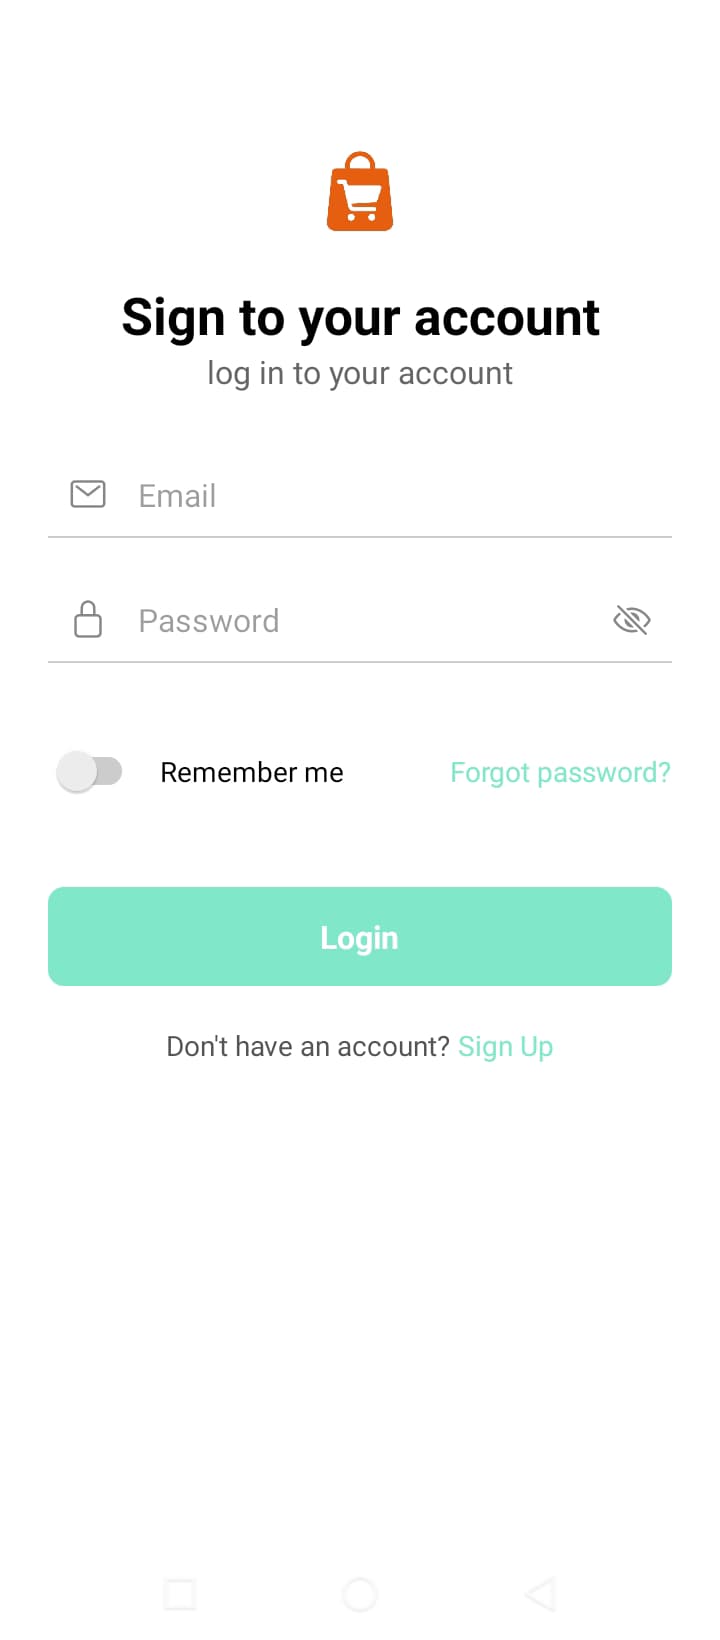 Sign to your account
log in to your account
Email
Password
Remember me Forgot password?
Login
Don't have an account? Sign Up